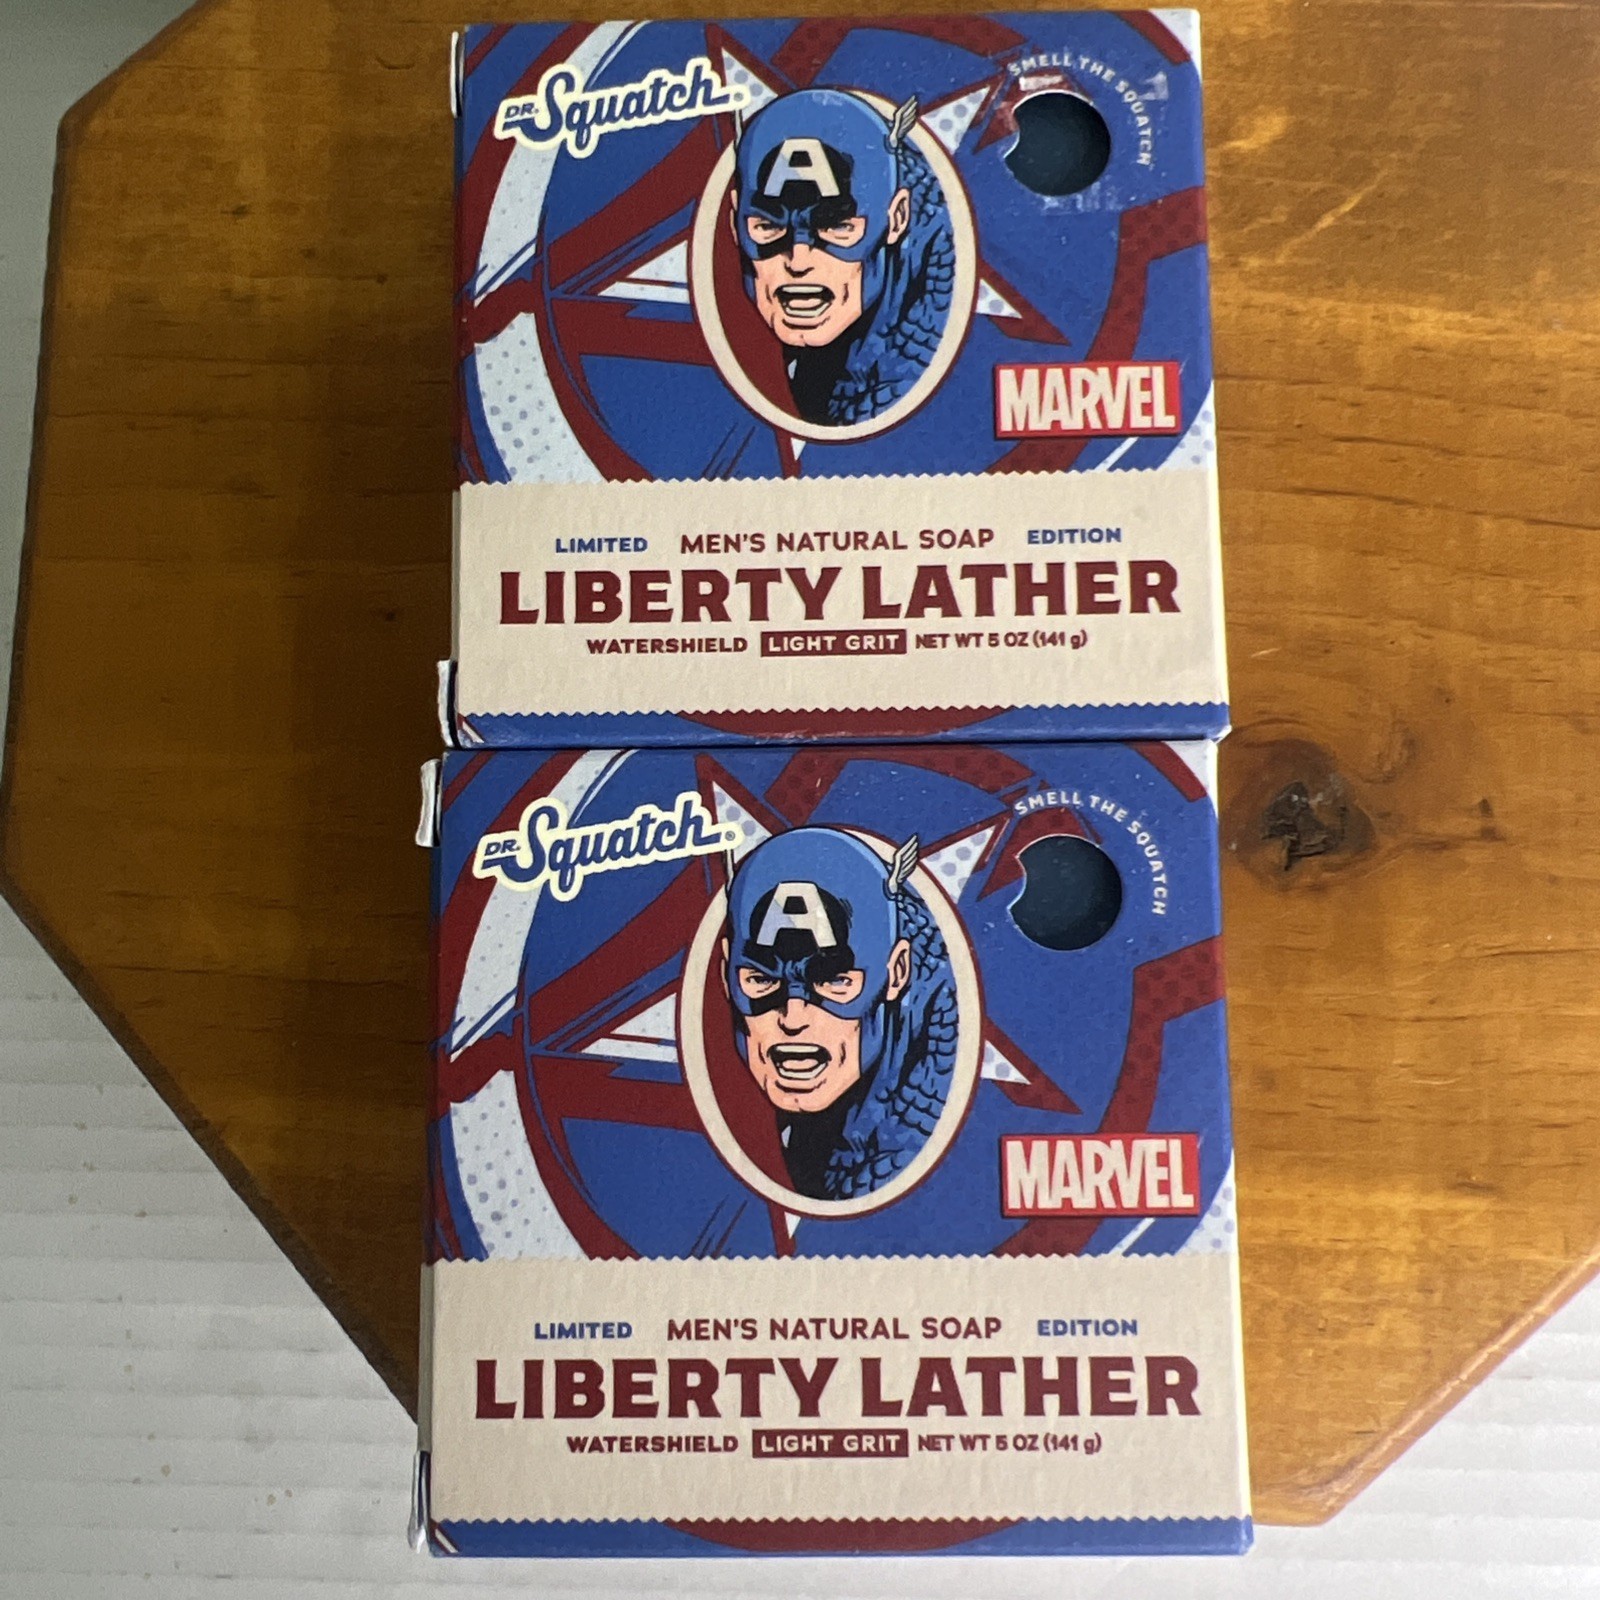 DR. Squatch®
SMELL THE SQUATCH
A
MARVEL
LIMITED MEN'S NATURAL SOAP EDITION
LIBERTY LATHER
WATERSHIELD LIGHT GRIT NET WT 5 OZ (141 g)
DR. Squatch®
SMELL THE SQUATCH
A
MARVEL
LIMITED MEN'S NATURAL SOAP EDITION
LIBERTY LATHER
WATERSHIELD LIGHT GRIT NET WT 5 OZ (141 g)